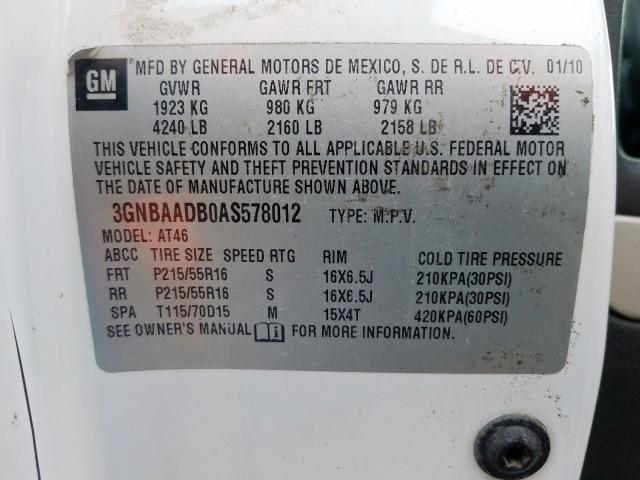 GM MFD BY GENERAL MOTORS DE MEXICO, S. DE R.L. DE C.V. 01/10
GVWR GAWR FRT GAWR RR
1923 KG 980 KG 979 KG
4240 LB 2160 LB 2158 LB
THIS VEHICLE CONFORMS TO ALL APPLICABLE U.S. FEDERAL MOTOR
VEHICLE SAFETY AND THEFT PREVENTION STANDARDS IN EFFECT ON
THE DATE OF MANUFACTURE SHOWN ABOVE.
3GNBAADB0AS578012 TYPE: M.P.V.
MODEL: AT46
ABCC TIRE SIZE SPEED RTG RIM COLD TIRE PRESSURE
FRT P215/55R16 S 16X6.5J 210KPA(30PSI)
RR P215/55R16 S 16X6.5J 210KPA(30PSI)
SPA T115/70D15 M 15X4T 420KPA(60PSI)
SEE OWNER'S MANUAL FOR MORE INFORMATION.